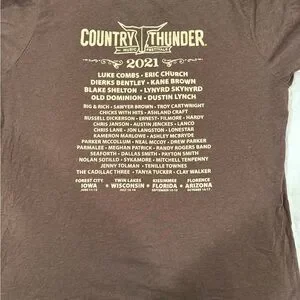 COUNTRY THUNDER
MUSIC FESTIVALS
2021
LUKE COMBS • ERIC CHURCH
DIERKS BENTLEY • KANE BROWN
BLAKE SHELTON • LYNYRD SKYNYRD
OLD DOMINION • DUSTIN LYNCH
BIG & RICH • SAWYER BROWN • TROY CARTWRIGHT
CHICKS WITH HITS • ASHLAND CRAFT
RUSSELL DICKERSON • ERNEST • FILMORE • HARDY
CHRIS JANSON • AUSTIN JENCKES • LANCO
CHRIS LANE • JON LANGSTON • LONESTAR
KAMERON MARLOWE • ASHLEY MCBRYDE
PARKER MCCOLLUM • NEAL MCCOY • DREW PARKER
PARMALEE • MEGHAN PATRICK • RANDY ROGERS BAND
SEAFORTH • DALLAS SMITH • PAYTON SMITH
NOLAN SOTILLO • SYKAMORE • MITCHELL TENPENNY
JENNY TOLMAN • TENILLE TOWNES
THE CADILLAC THREE • TANYA TUCKER • CLAY WALKER
FOREST CITY TWIN LAKES KISSIMMEE FLORENCE
IOWA • WISCONSIN • FLORIDA • ARIZONA